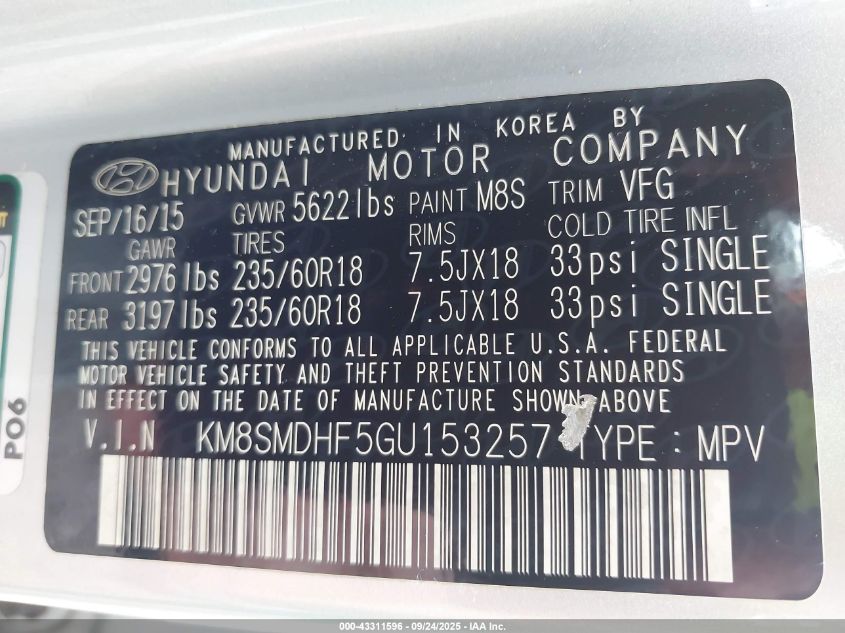 MANUFACTURED IN KOREA BY
HYUNDAI MOTOR COMPANY
SEP/16/15 GVWR 5622lbs PAINT M8S TRIM VFG
GAWR TIRES RIMS COLD TIRE INFL
FRONT 2976lbs 235/60R18 7.5JX18 33psi SINGLE
REAR 3197lbs 235/60R18 7.5JX18 33psi SINGLE
THIS VEHICLE CONFORMS TO ALL APPLICABLE U.S.A. FEDERAL
MOTOR VEHICLE SAFETY AND THEFT PREVENTION STANDARDS
IN EFFECT ON THE DATE OF MANUFACTURE SHOWN ABOVE
V.I.N KM8SMDHF5GU153257 TYPE : MPV
P06
000-43311596 - 09/24/2025 - IAA Inc.